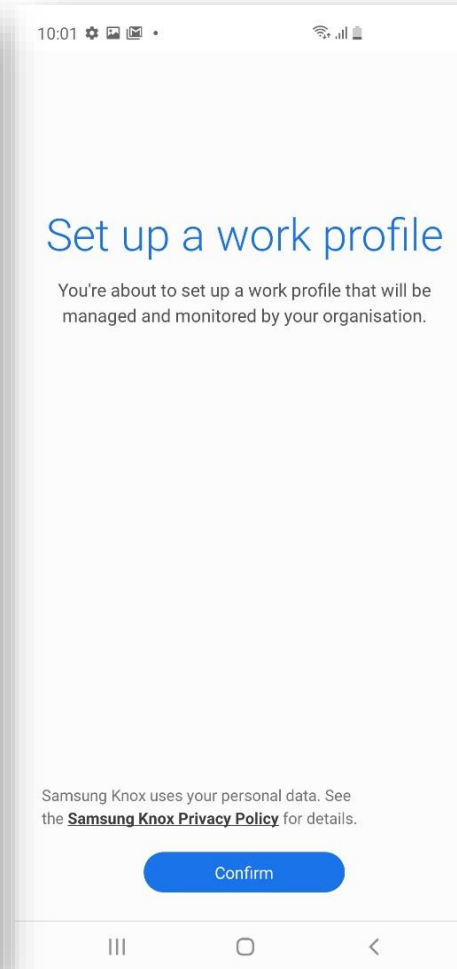 10:01
Set up a work profile
You're about to set up a work profile that will be
managed and monitored by your organisation.
Samsung Knox uses your personal data. See
the Samsung Knox Privacy Policy for details.
Confirm